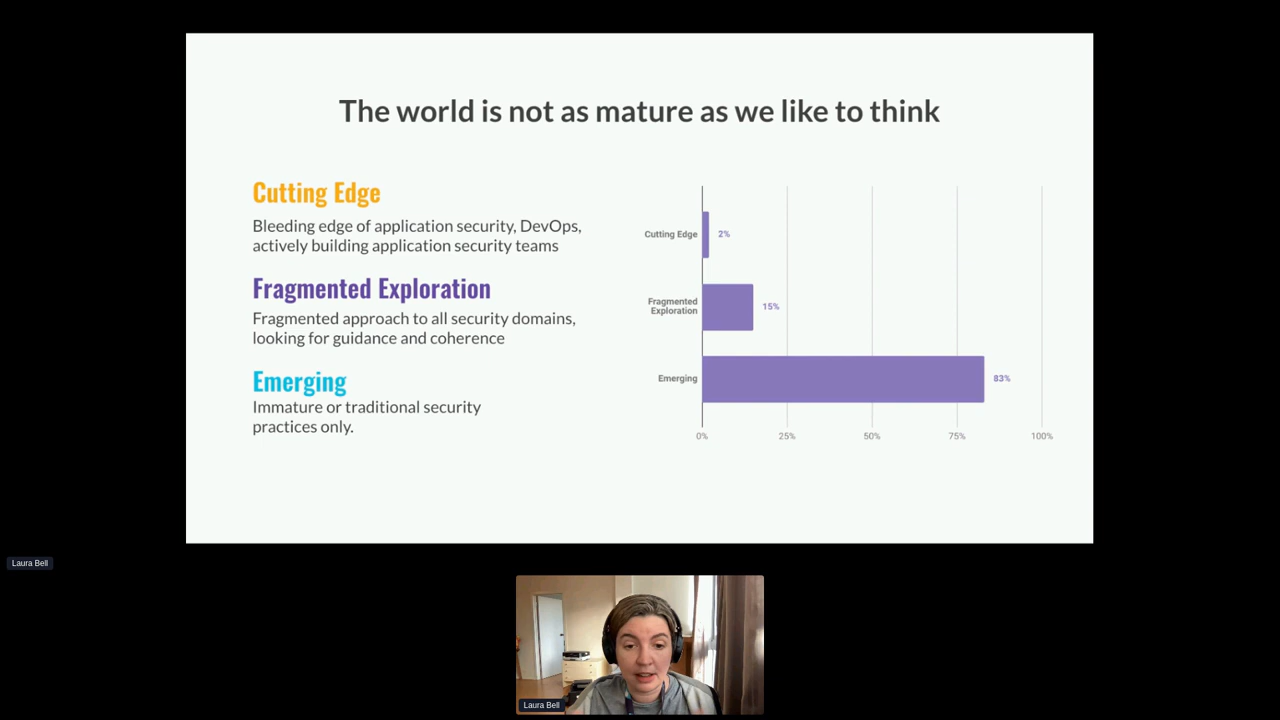 The world is not as mature as we like to think
Cutting Edge
Bleeding edge of application security, DevOps,
actively building application security teams
Fragmented Exploration
Fragmented approach to all security domains,
looking for guidance and coherence
Emerging
Immature or traditional security
practices only.
Cutting Edge
2%
Fragmented
Exploration
15%
Emerging
83%
0%
25%
50%
75%
100%
Laura Bell
Laura Bell